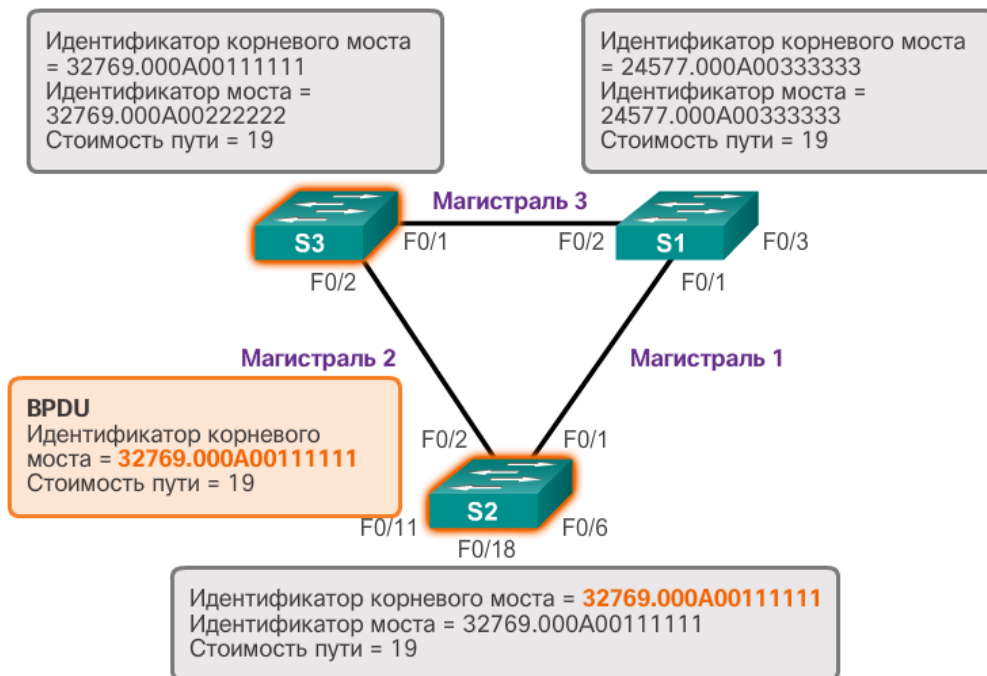 Идентификатор корневого моста
= 32769.000A00111111
Идентификатор моста =
32769.000A00222222
Стоимость пути = 19
Идентификатор корневого моста
= 24577.000A00333333
Идентификатор моста =
24577.000A00333333
Стоимость пути = 19
Магистраль 3
S3
F0/1
F0/2
S1
F0/3
F0/2
F0/1
Магистраль 2
Магистраль 1
BPDU
Идентификатор корневого
моста = 32769.000A00111111
Стоимость пути = 19
F0/2
F0/1
S2
F0/11
F0/18
F0/6
Идентификатор корневого моста = 32769.000A00111111
Идентификатор моста = 32769.000A00111111
Стоимость пути = 19